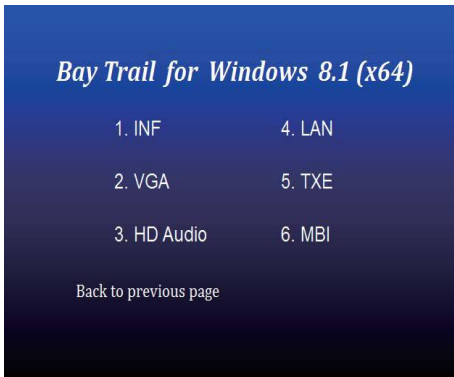 Bay Trail for Windows 8.1 (x64)
1. INF
2. VGA
3. HD Audio
4. LAN
5. TXE
6. MBI
Back to previous page